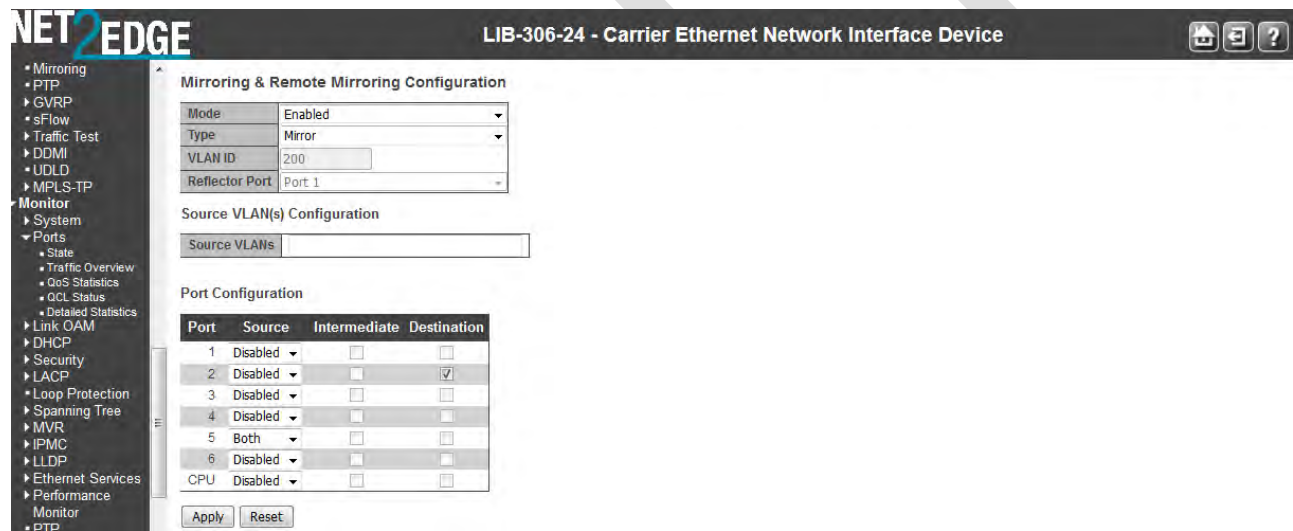 NET2EDGE
LIB-306-24 - Carrier Ethernet Network Interface Device
?
Mirroring
PTP
GVRP
sFlow
Traffic Test
DDMI
UDLD
MPLS-TP
Monitor
System
Ports
State
Traffic Overview
QoS Statistics
QCL Status
Detailed Statistics
Link OAM
DHCP
Security
LACP
Loop Protection
Spanning Tree
MVR
IPMC
LLDP
Ethernet Services
Performance
Monitor
PTP
Mirroring & Remote Mirroring Configuration
Mode Enabled
Type Mirror
VLAN ID 200
Reflector Port Port 1
Source VLAN(s) Configuration
Source VLANs
Port Configuration
Port Source Intermediate Destination
1 Disabled
2 Disabled
3 Disabled
4 Disabled
5 Both
6 Disabled
CPU Disabled
Apply Reset